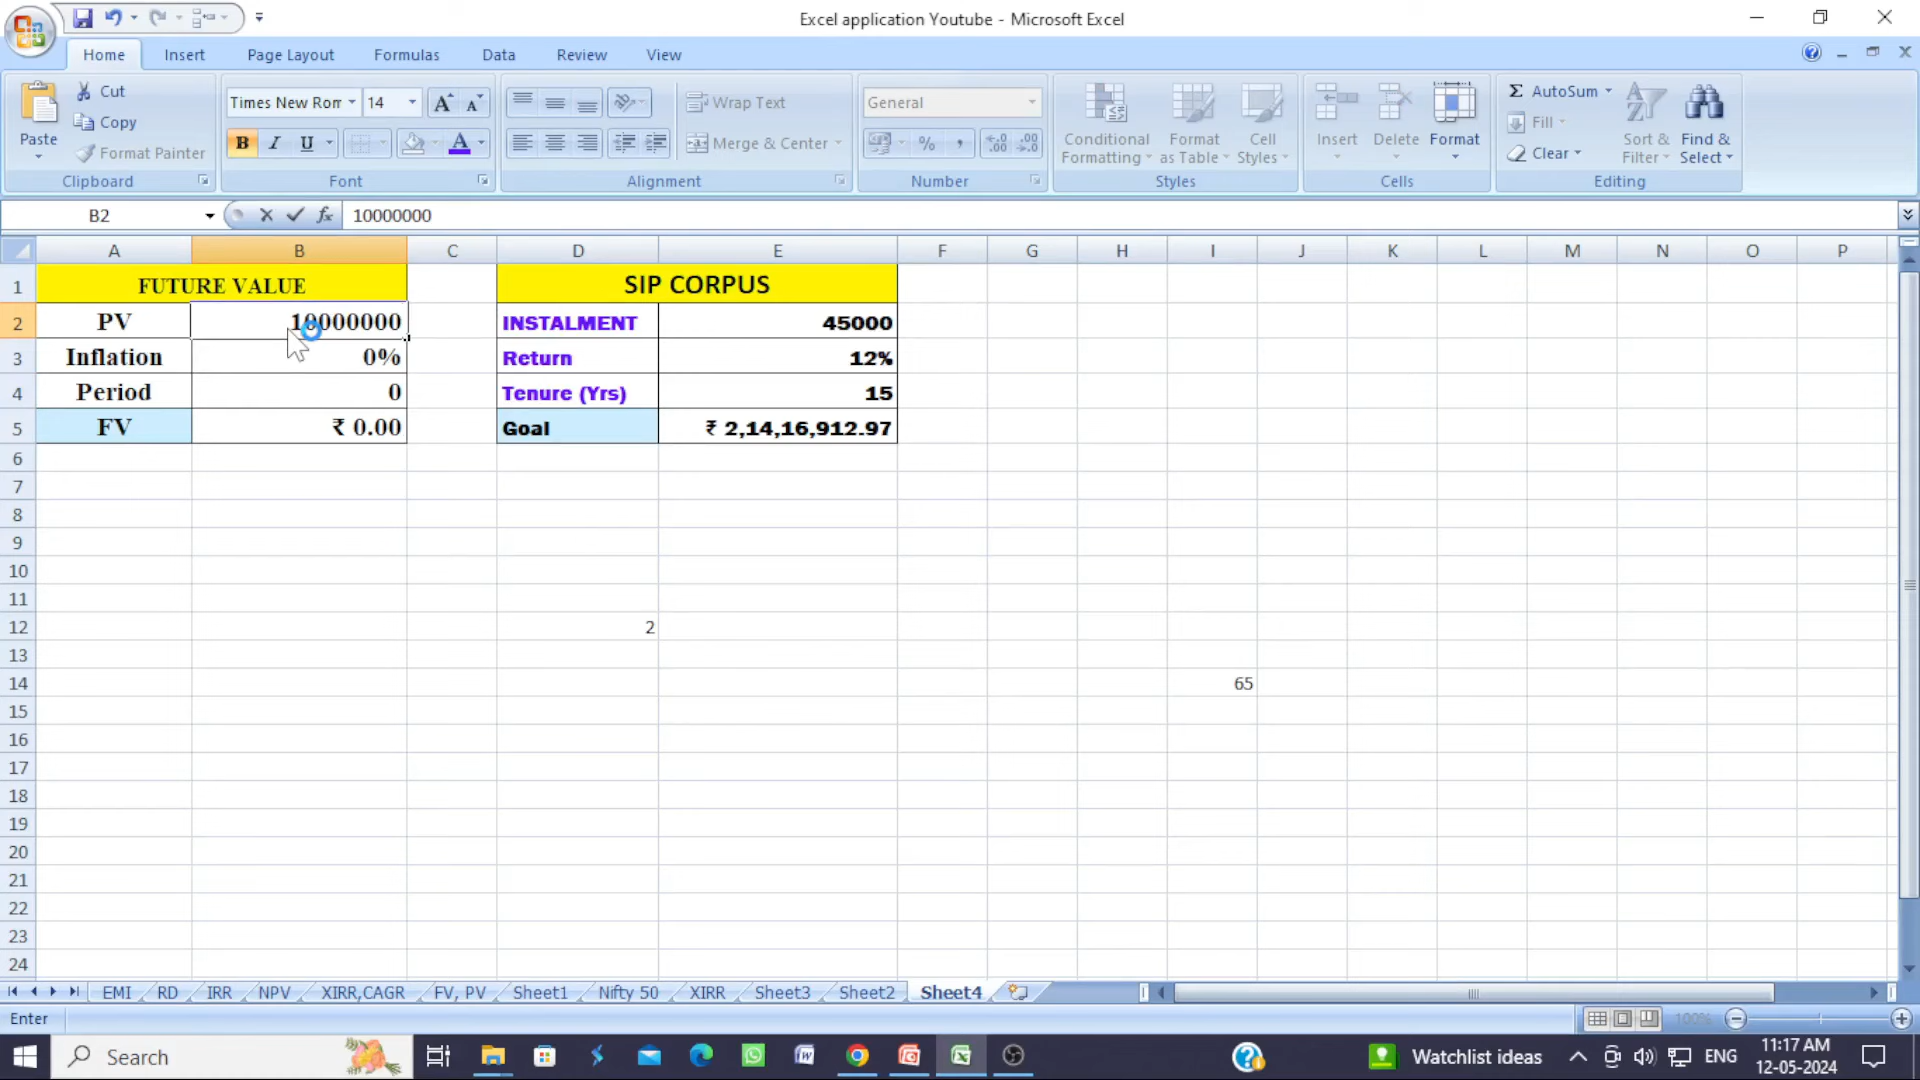 Excel application Youtube - Microsoft Excel
Home Insert Page Layout Formulas Data Review View
Paste
Cut
Copy
Format Painter
Clipboard
Times New Ron 14
B I U
Font
Wrap Text
Merge & Center
Alignment
General
Number
Conditional Formatting
Format as Table
Cell Styles
Styles
Insert
Delete
Format
Cells
Σ AutoSum
Fill
Clear
Sort & Filter
Find & Select
Editing
B2 fx 10000000
A B C D E F G H I J K L M N O P
1 FUTURE VALUE SIP CORPUS
2 PV 10000000 INSTALMENT 45000
3 Inflation 0% Return 12%
4 Period 0 Tenure (Yrs) 15
5 FV ₹ 0.00 Goal ₹ 2,14,16,912.97
6
7
8
9
10
11
12 2
13
14 65
15
16
17
18
19
20
21
22
23
24
EMI RD IRR NPV XIRR,CAGR FV, PV Sheet1 Nifty 50 XIRR Sheet3 Sheet2 Sheet4
Enter 100%
Search Watchlist ideas ENG 11:17 AM
12-05-2024